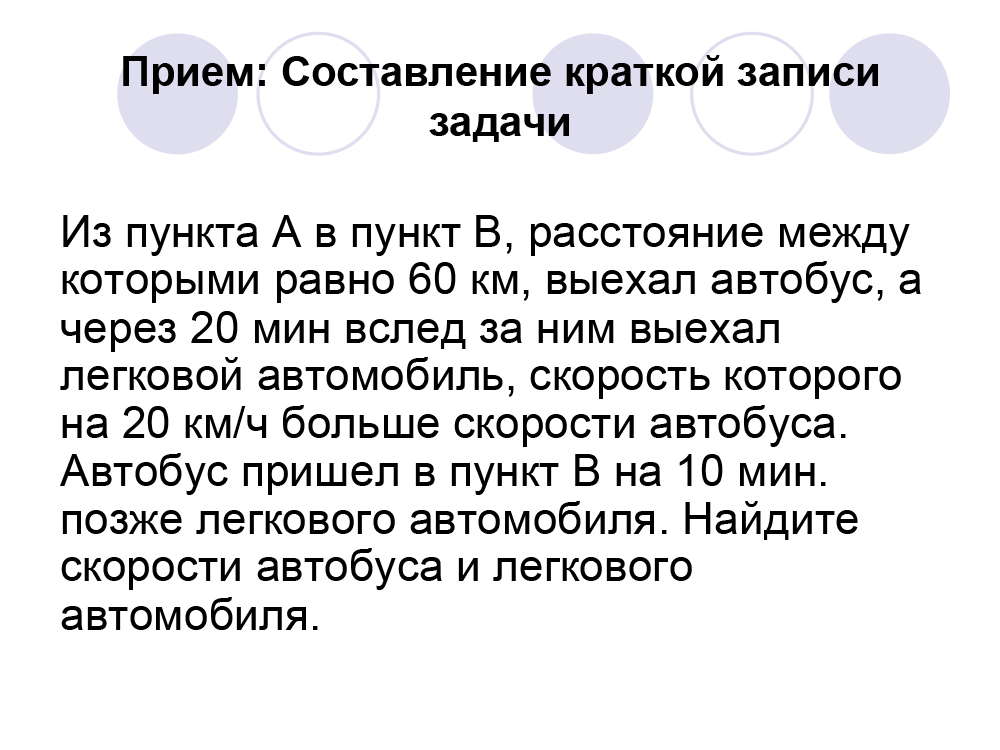 Прием: Составление краткой записи
задачи
Из пункта А в пункт В, расстояние между
которыми равно 60 км, выехал автобус, а
через 20 мин вслед за ним выехал
легковой автомобиль, скорость которого
на 20 км/ч больше скорости автобуса.
Автобус пришел в пункт В на 10 мин.
позже легкового автомобиля. Найдите
скорости автобуса и легкового
автомобиля.